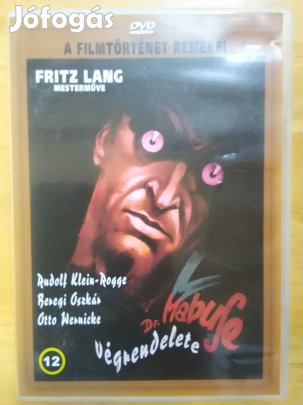 Jófogás
DVD
A FILMTÖRTÉNET REMEKEI
FRITZ LANG
MESTERMŰVE
Rudolf Klein-Rogge
Beregi Oszkár
Otto Wernicke
Dr. Mabuse
végrendelete
12